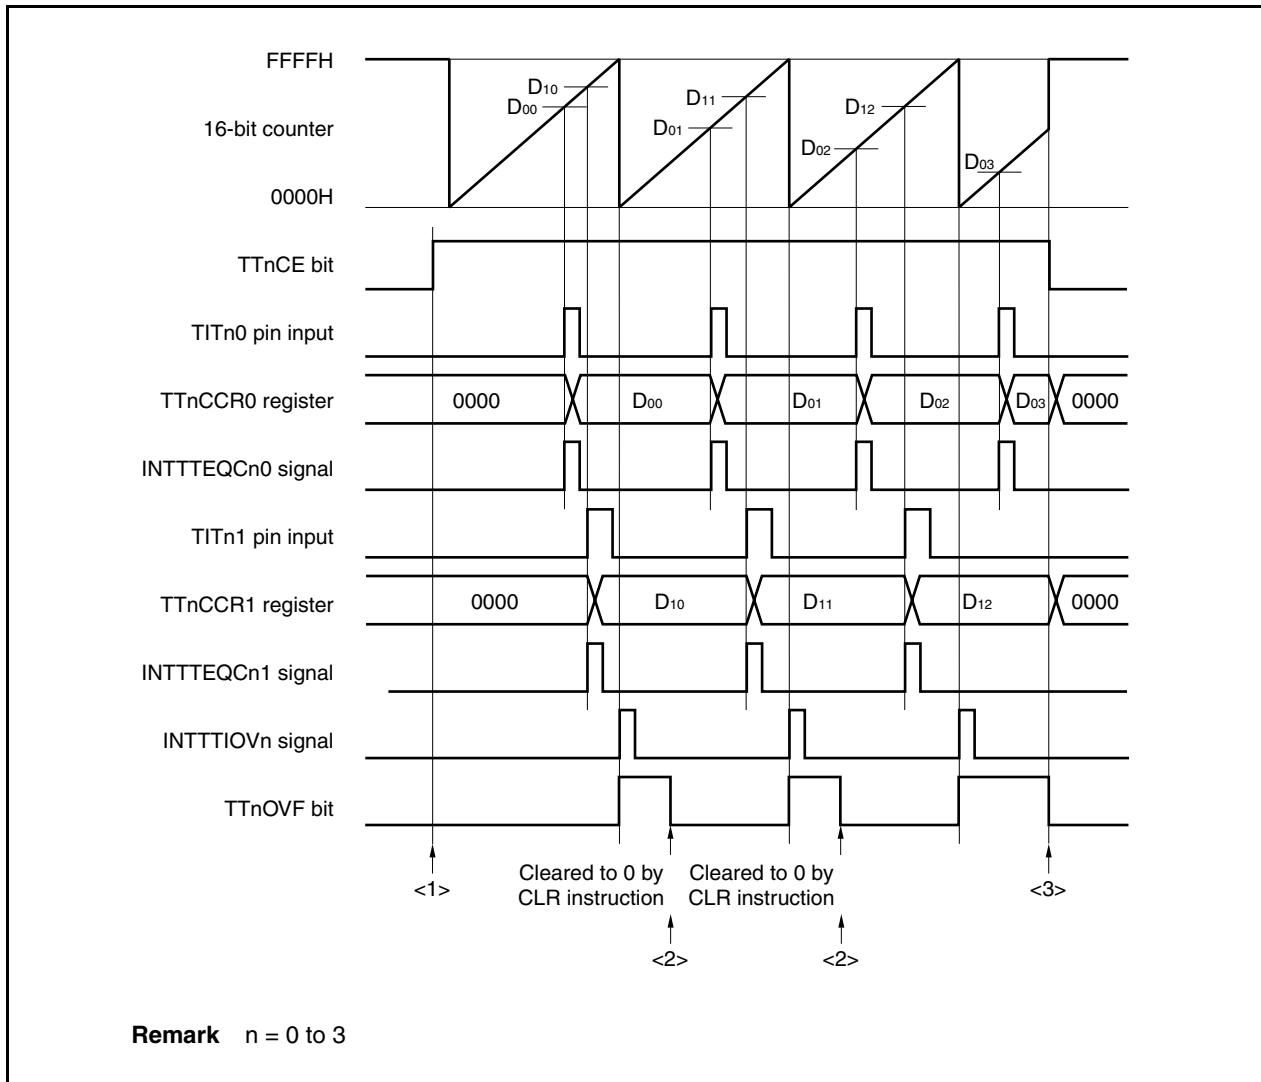 FFFFH
D10
D11
D12
D00
16-bit counter
D01
D02
D03
0000H
TTnCE bit
TITn0 pin input
TTnCCR0 register
0000 D00 D01 D02 D03 0000
INTTTEQCn0 signal
TITn1 pin input
TTnCCR1 register
0000 D10 D11 D12 0000
INTTTEQCn1 signal
INTTTIOVn signal
TTnOVF bit
<1>
Cleared to 0 by
CLR instruction
<2>
Cleared to 0 by
CLR instruction
<2>
<3>
Remark n = 0 to 3